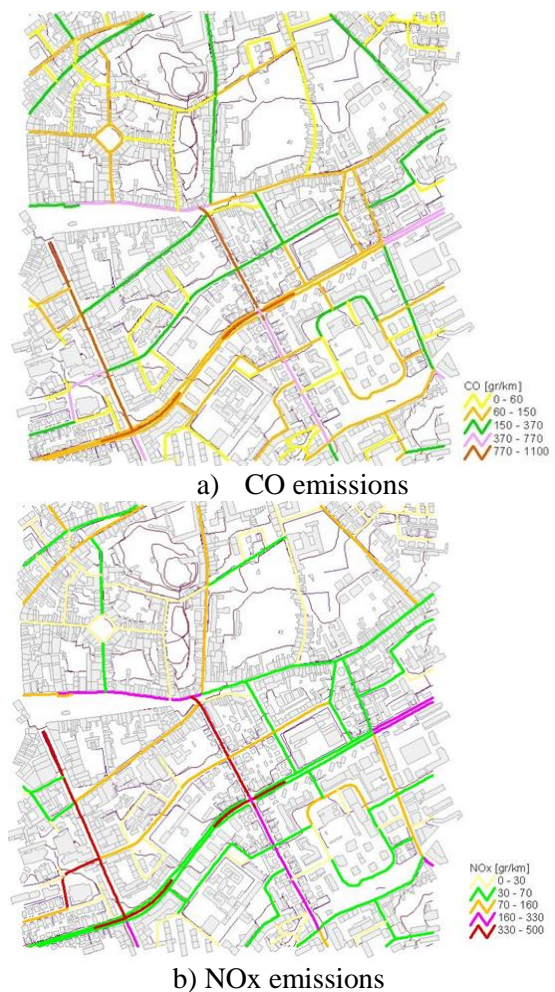 CO [gr/km]
0 - 60
60 - 150
150 - 370
370 - 770
770 - 1100
a) CO emissions
NOx [gr/km]
0 - 30
30 - 70
70 - 160
160 - 330
330 - 500
b) NOx emissions